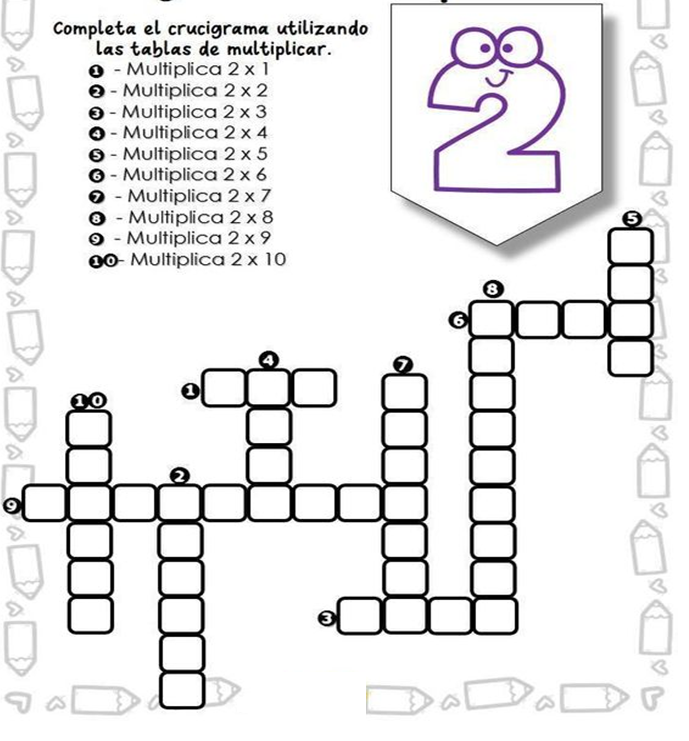 Completa el crucigrama utilizando
las tablas de multiplicar.
1 - Multiplica 2 x 1
2 - Multiplica 2 x 2
3 - Multiplica 2 x 3
4 - Multiplica 2 x 4
5 - Multiplica 2 x 5
6 - Multiplica 2 x 6
7 - Multiplica 2 x 7
8 - Multiplica 2 x 8
9 - Multiplica 2 x 9
10- Multiplica 2 x 10
2
5
8
6
4
7
1
10
2
9
3